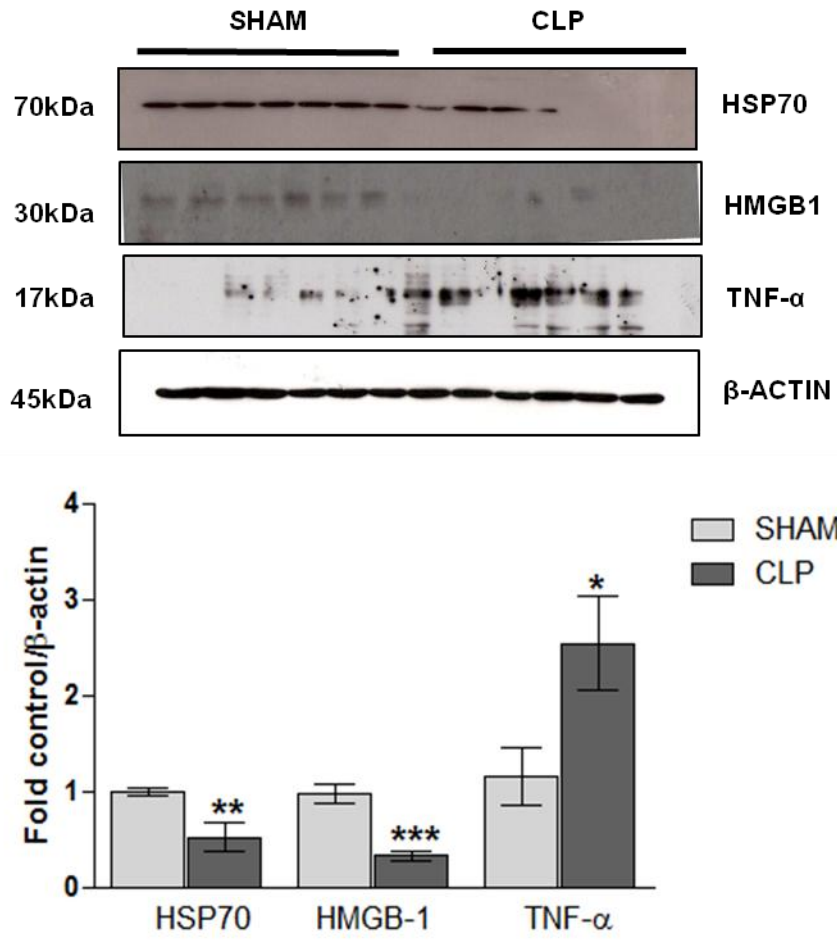 SHAM CLP
70kDa HSP70
30kDa HMGB1
17kDa TNF-α
45kDa β-ACTIN
4
3
2
1
0
Fold control/β-actin
SHAM
CLP
** *** *
HSP70 HMGB-1 TNF-α